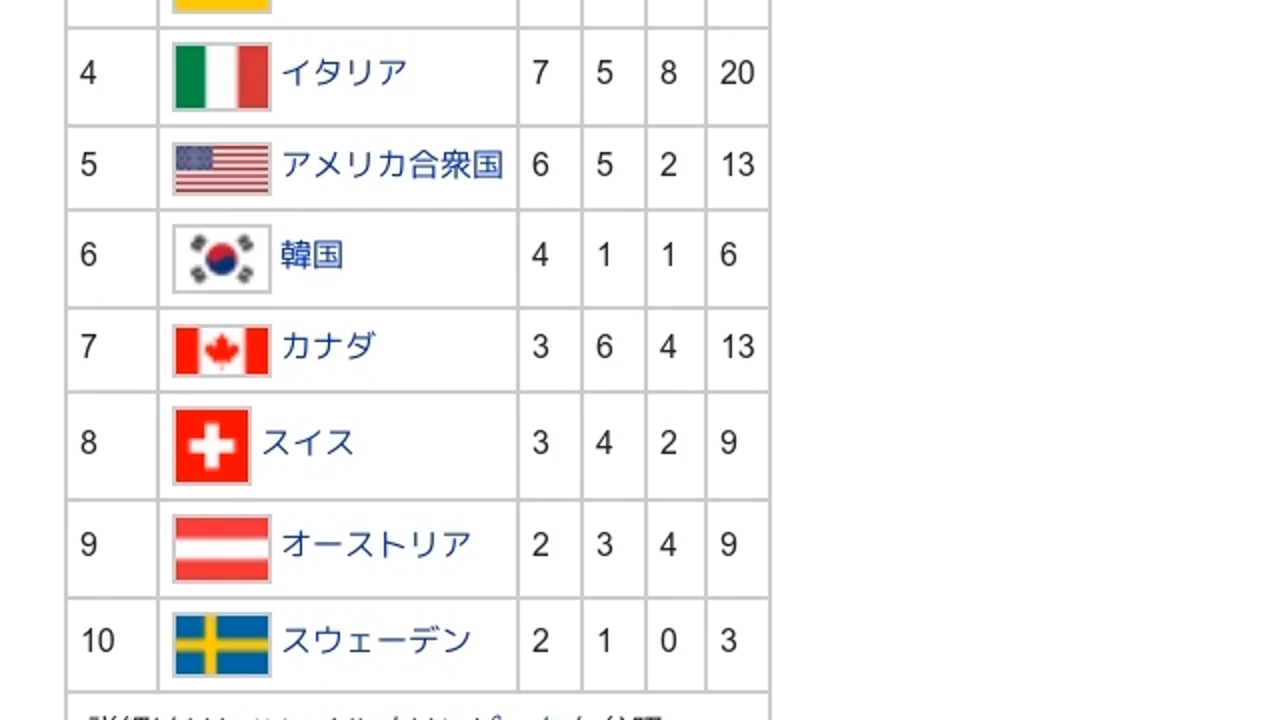 4 イタリア 7 5 8 20
5 アメリカ合衆国 6 5 2 13
6 韓国 4 1 1 6
7 カナダ 3 6 4 13
8 スイス 3 4 2 9
9 オーストリア 2 3 4 9
10 スウェーデン 2 1 0 3